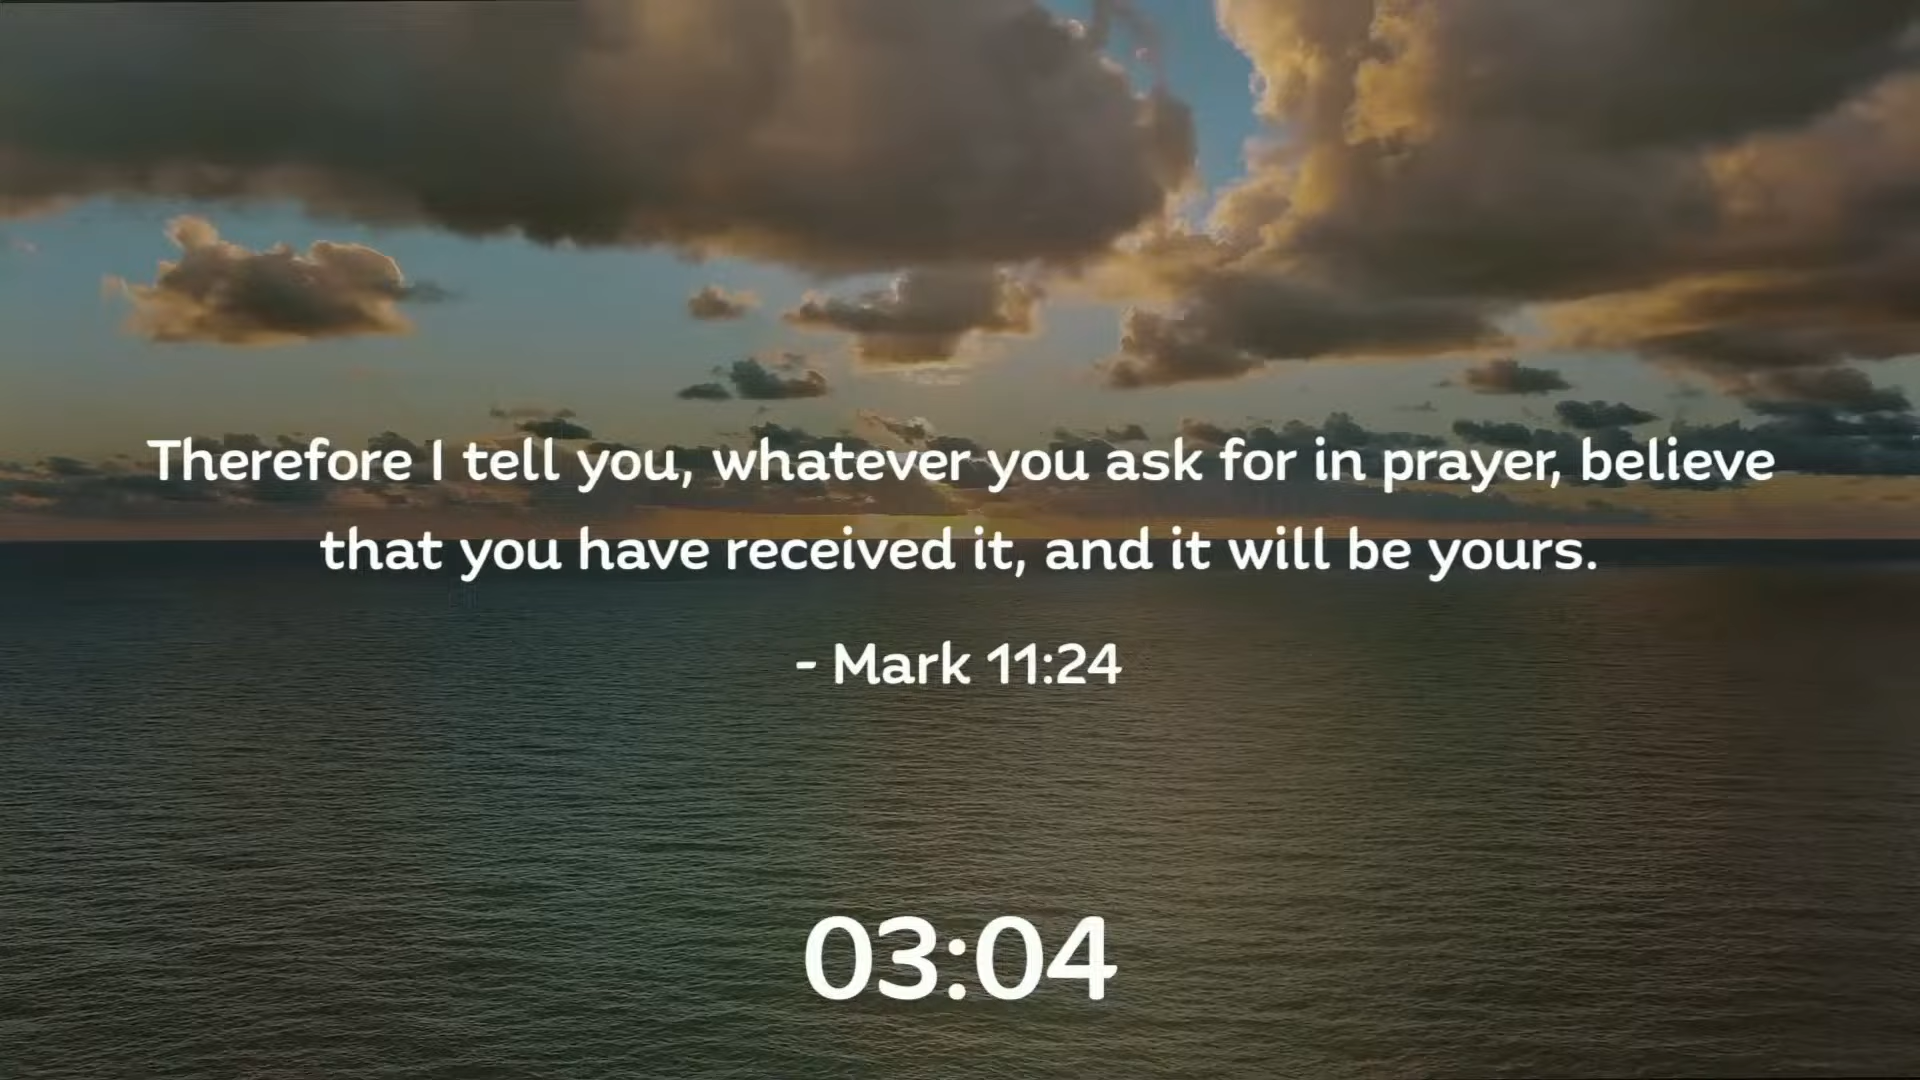 Therefore I tell you, whatever you ask for in prayer, believe
that you have received it, and it will be yours.
- Mark 11:24
03:04